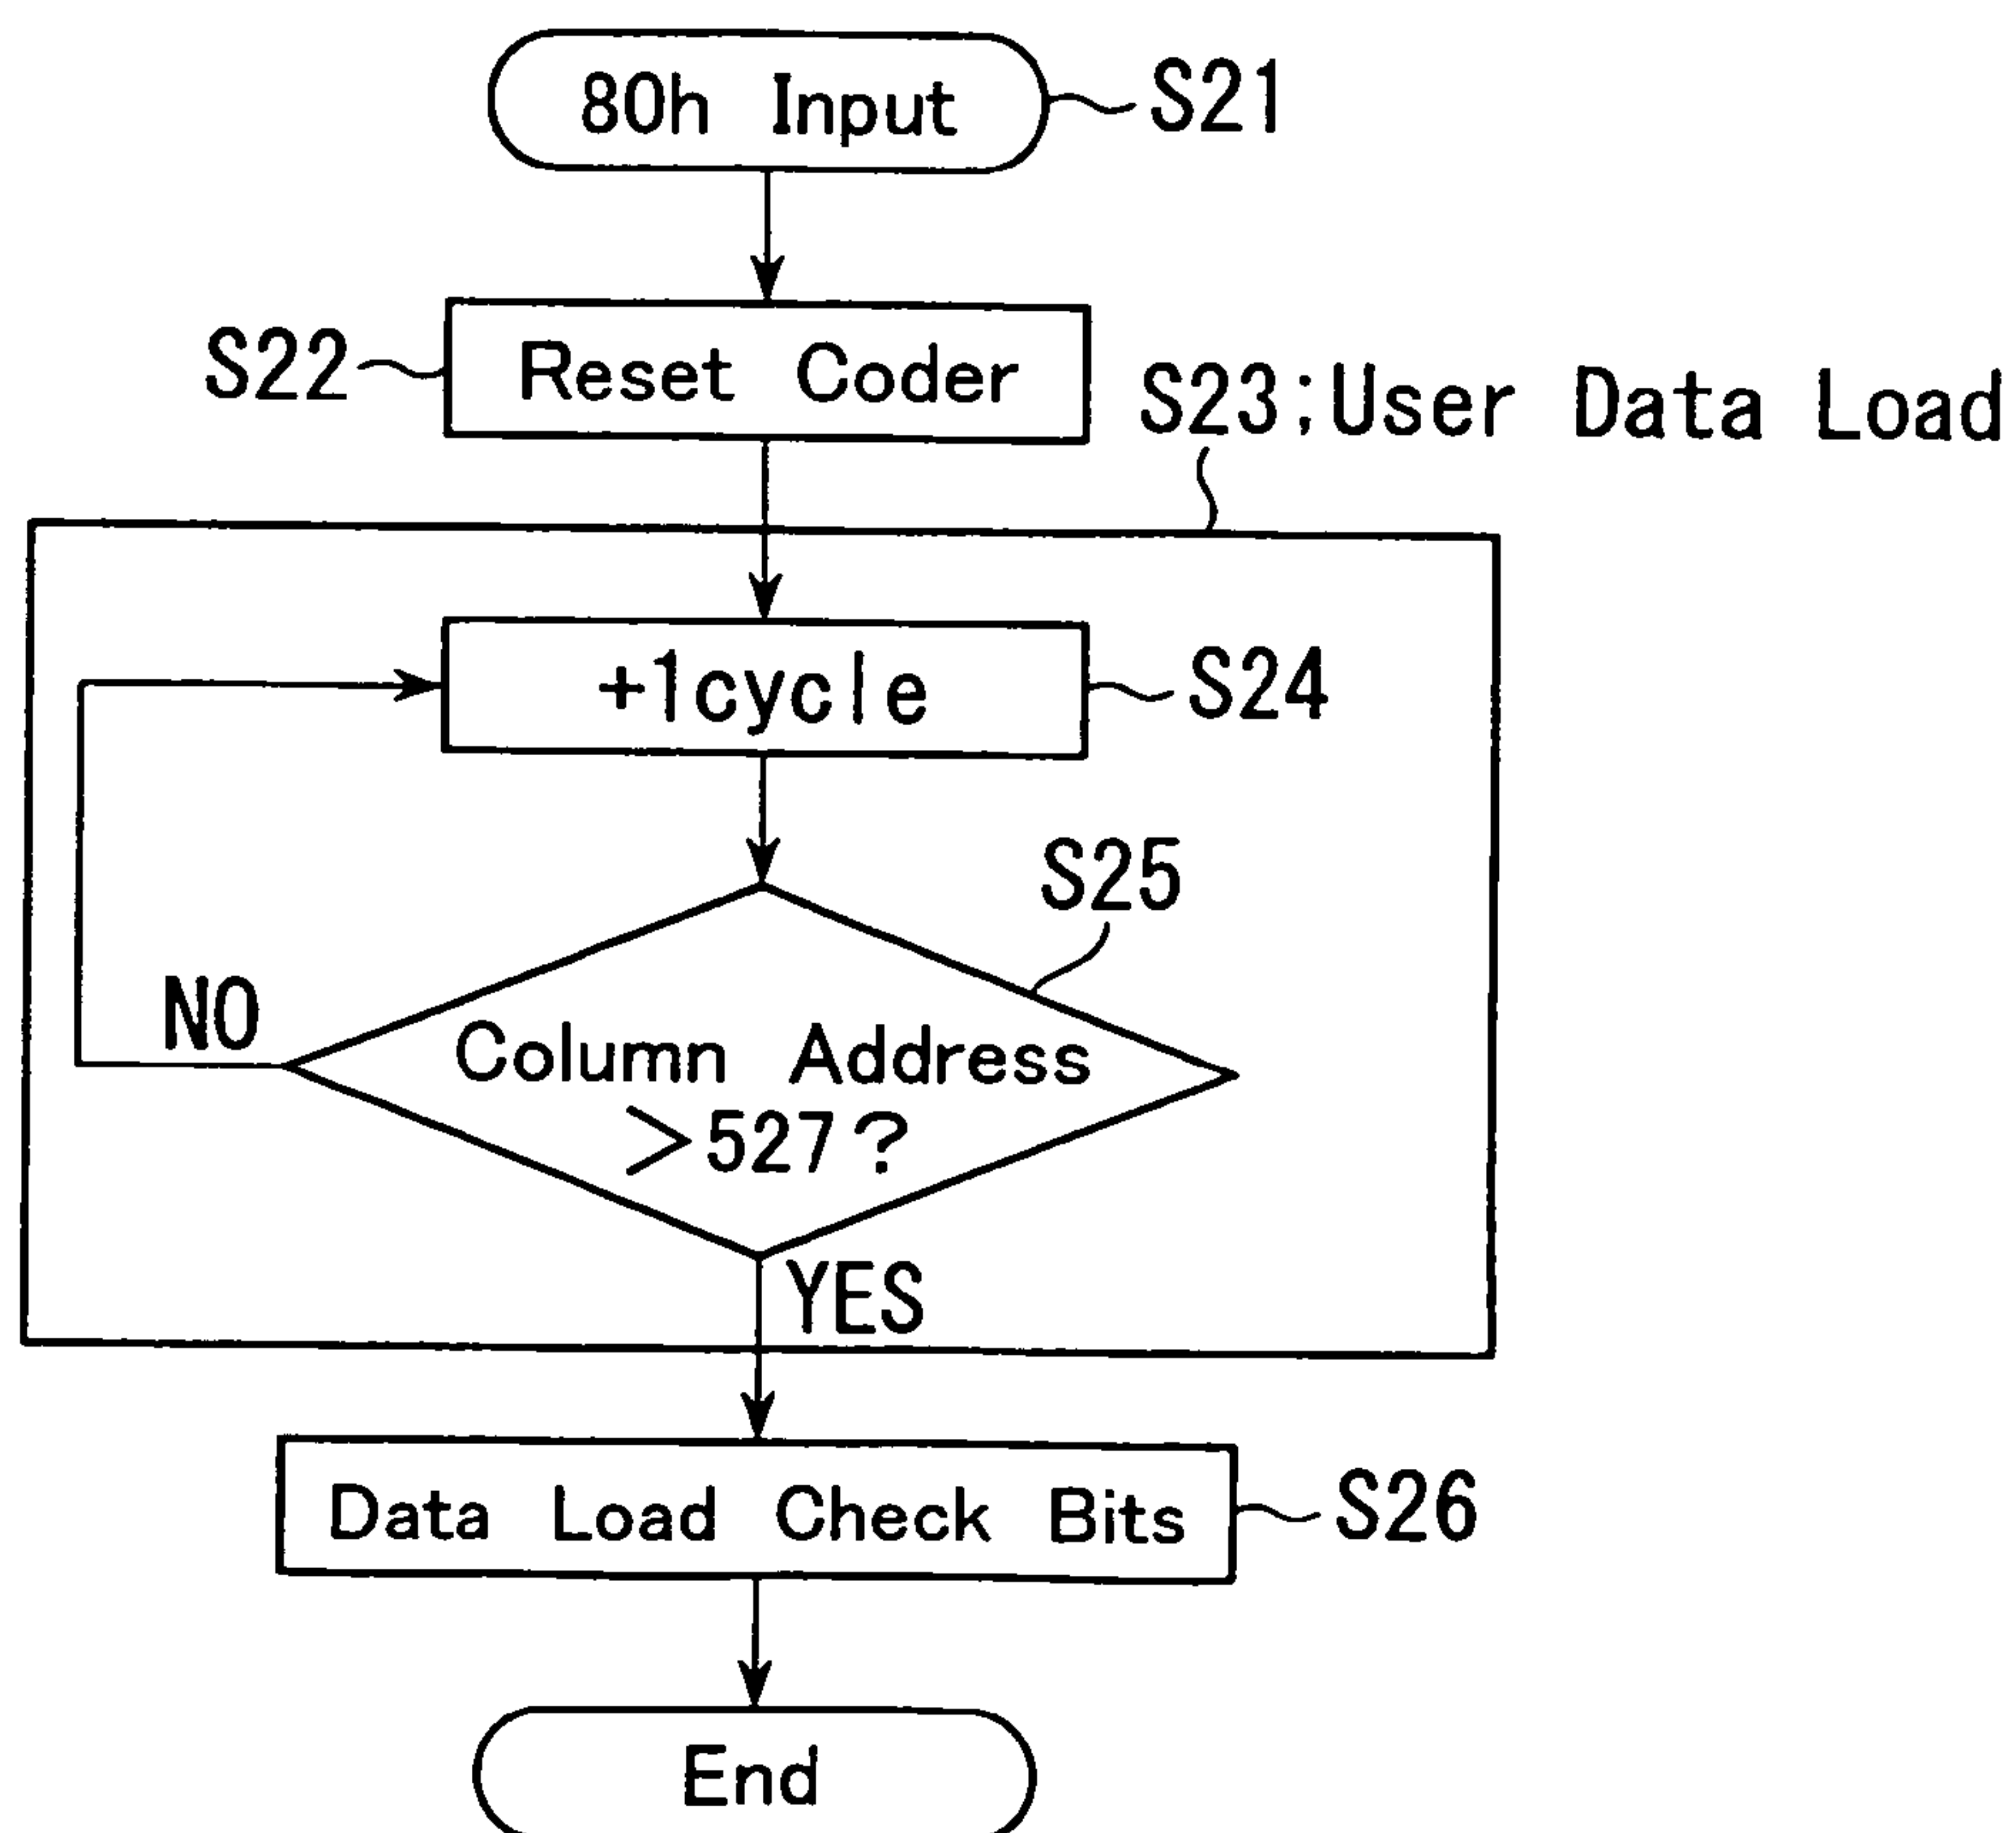 80h Input
S21
S22
Reset Coder
S23;User Data Load
+1cycle
S24
S25
NO
Column Address
>527?
YES
Data Load Check Bits
S26
End